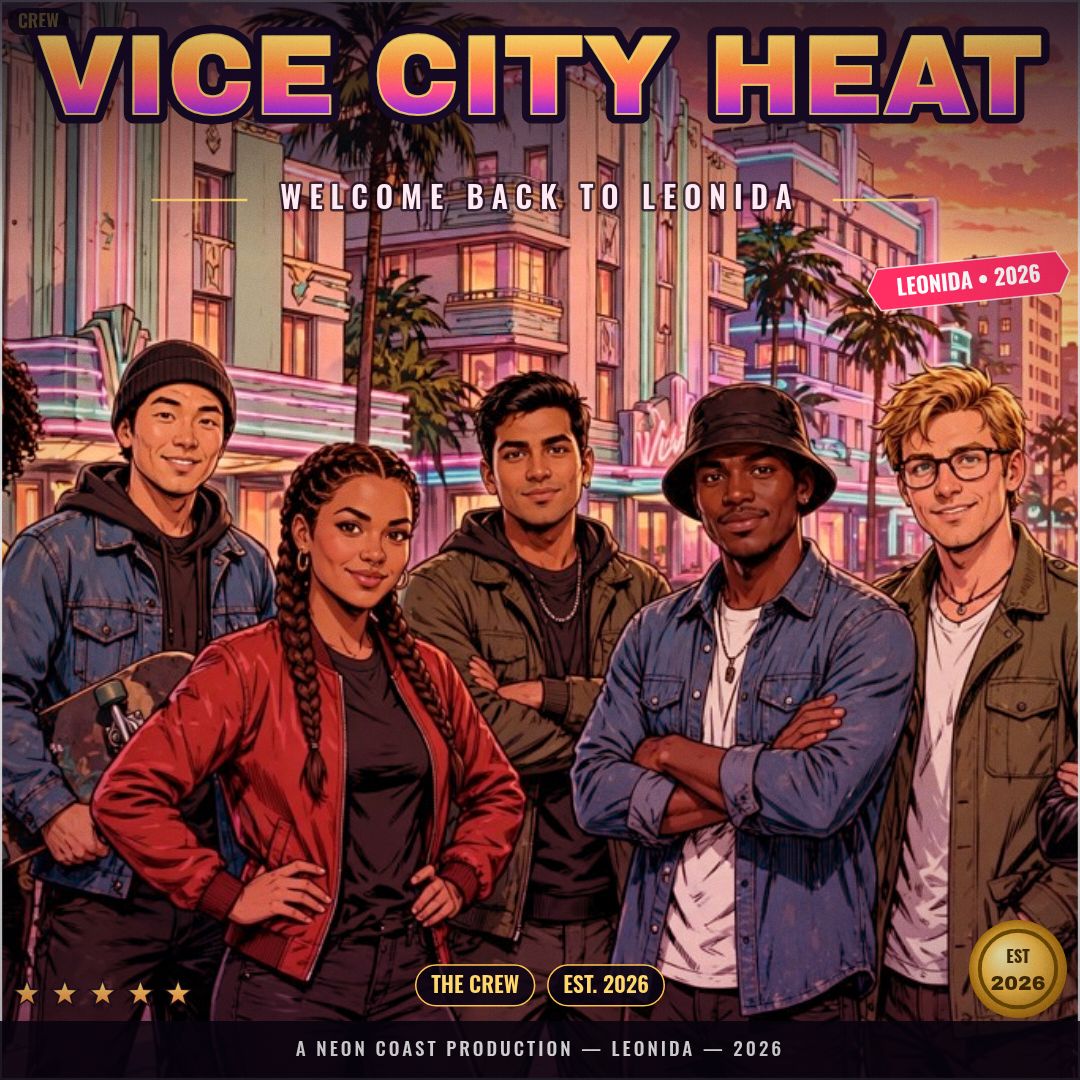 CREW
VICE CITY HEAT
WELCOME BACK TO LEONIDA
LEONIDA • 2026
THE CREW
EST. 2026
EST
2026
A NEON COAST PRODUCTION — LEONIDA — 2026